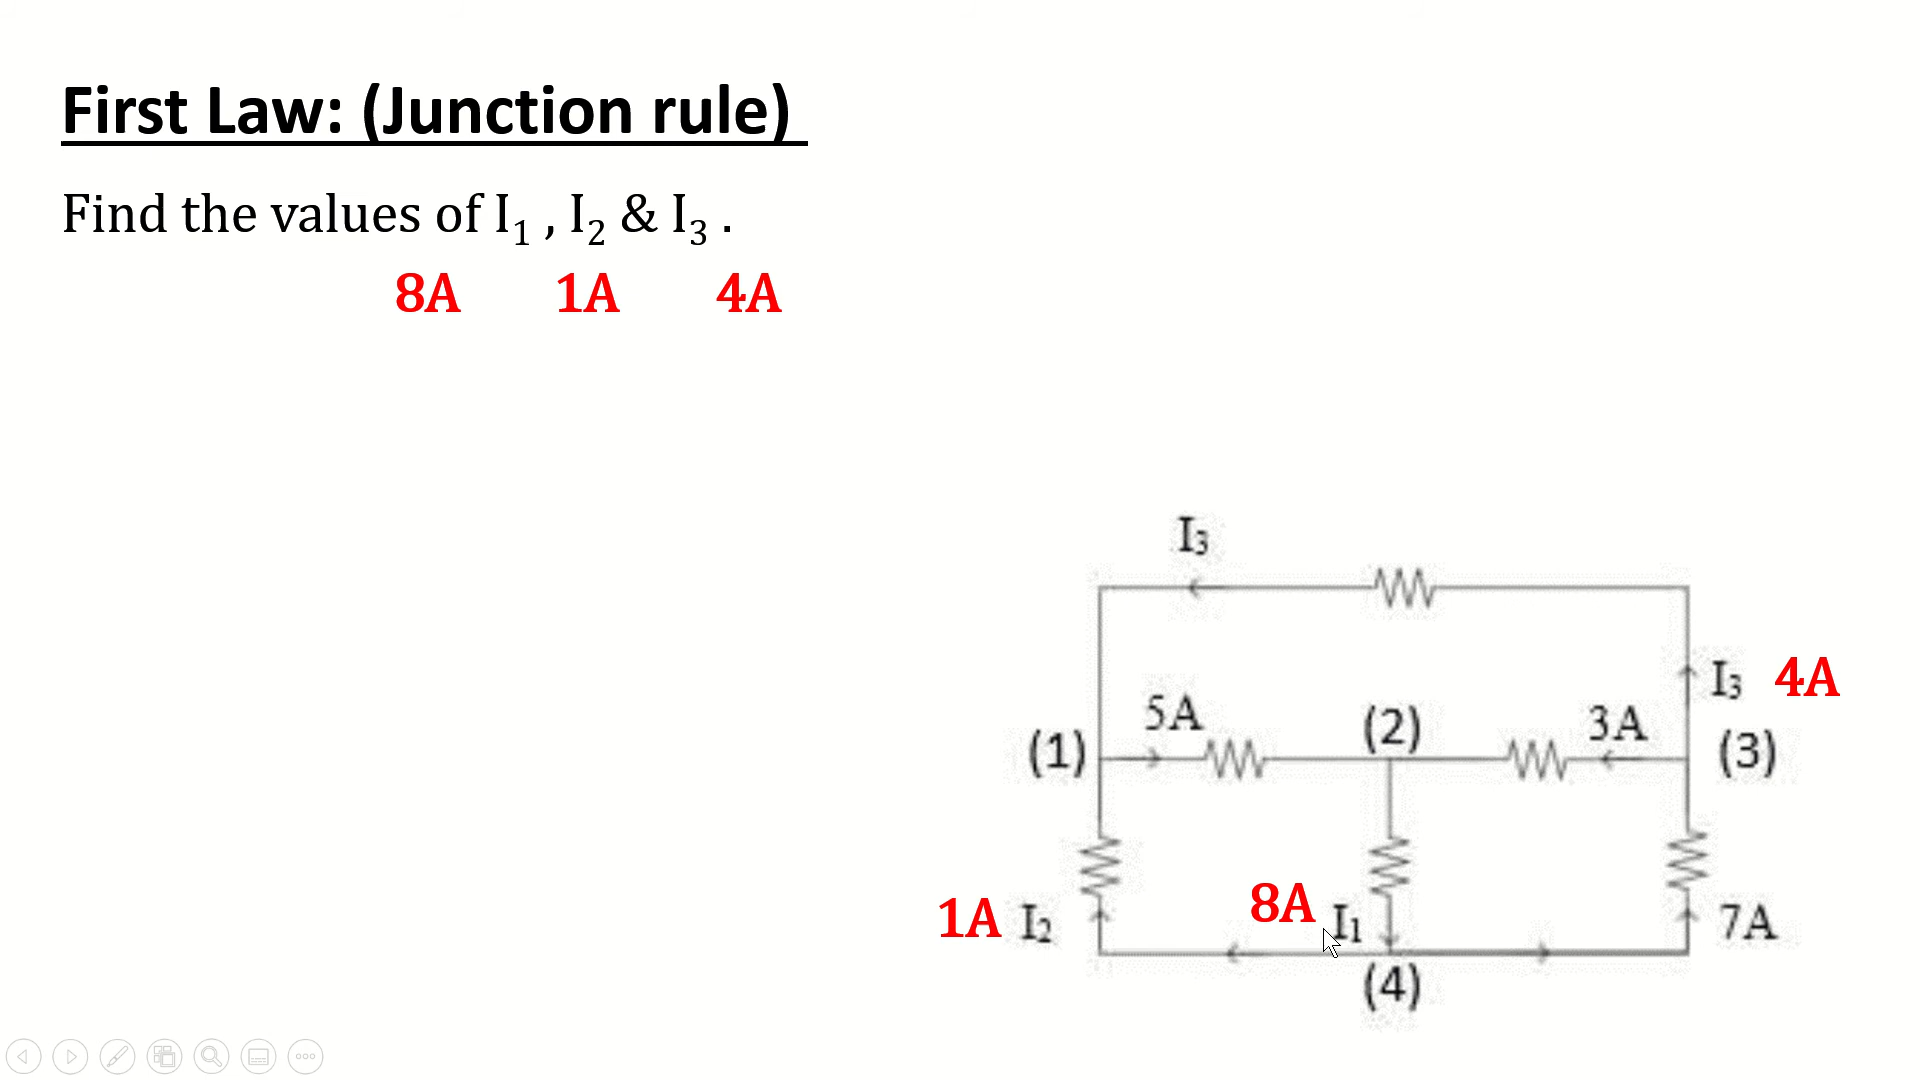 First Law: (Junction rule)
Find the values of I₁ , I₂ & I₃ .
8A 1A 4A
I₃
I₃ 4A
5A (2) 3A
(1) (3)
1A I₂ 8A I₁ 7A
(4)